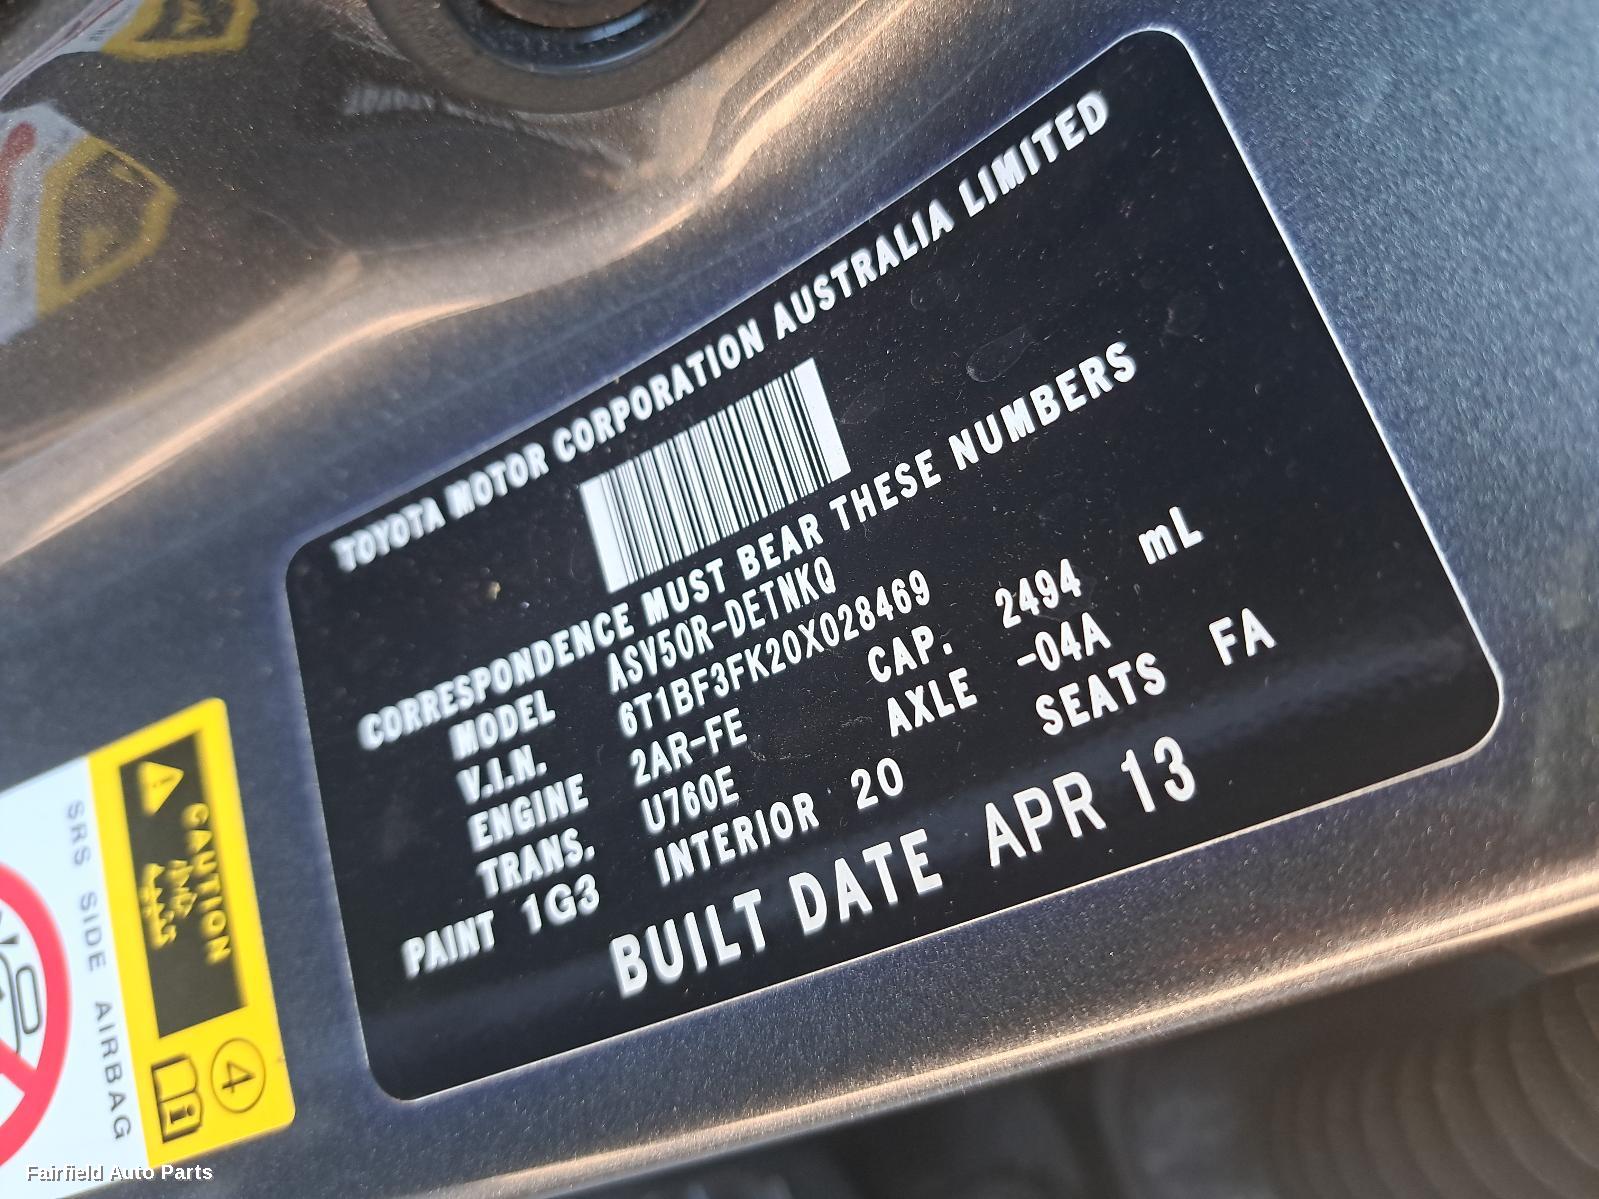 TOYOTA MOTOR CORPORATION AUSTRALIA LIMITED
CORRESPONDENCE MUST BEAR THESE NUMBERS
MODEL ASV50R-DETNKQ
V.I.N. 6T1BF3FK20X028469
ENGINE 2AR-FE CAP. 2494 mL
TRANS. U760E AXLE -04A
PAINT 1G3 INTERIOR 20 SEATS FA
BUILT DATE APR 13
CAUTION
4
SRS SIDE AIRBAG
Fairfield Auto Parts